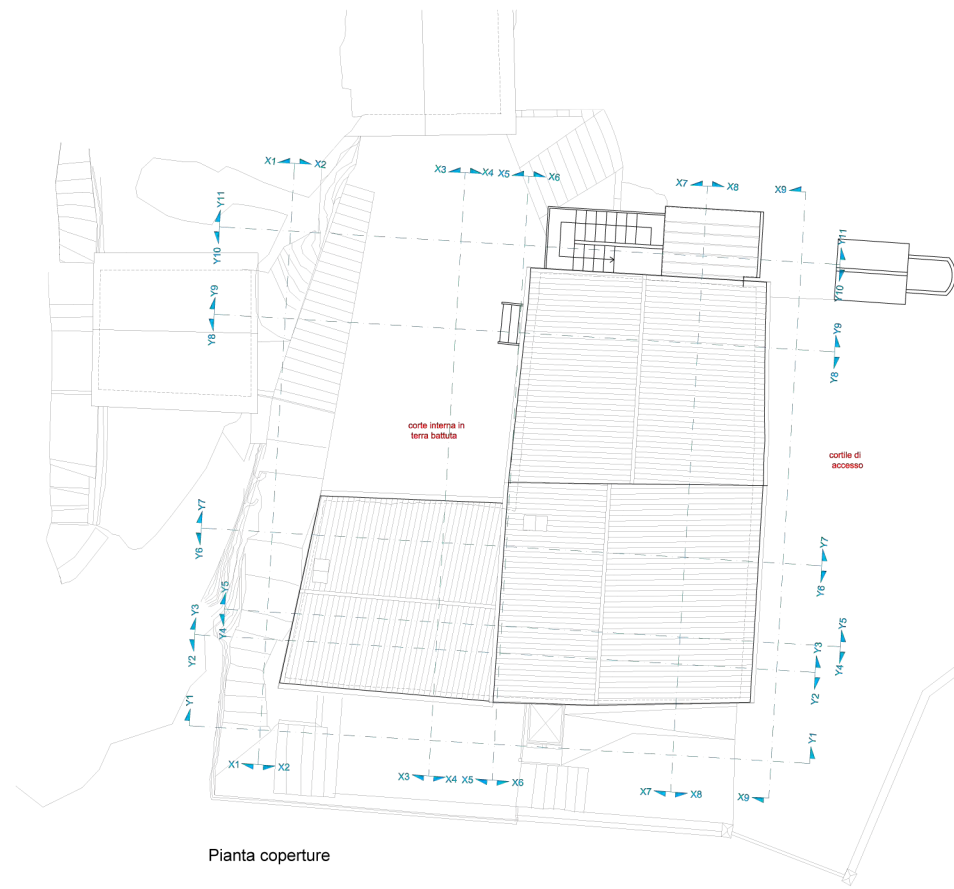 X1
X2
X3
X4
X5
X6
X7
X8
X9
Y11
Y10
Y11
Y10
Y9
Y8
Y9
Y8
corte interna in
terra battuta
cortile di
accesso
Y7
Y6
Y7
Y6
Y5
Y4
Y5
Y4
Y3
Y2
Y3
Y2
Y1
Y1
X1
X2
X3
X4
X5
X6
X7
X8
X9
Pianta coperture